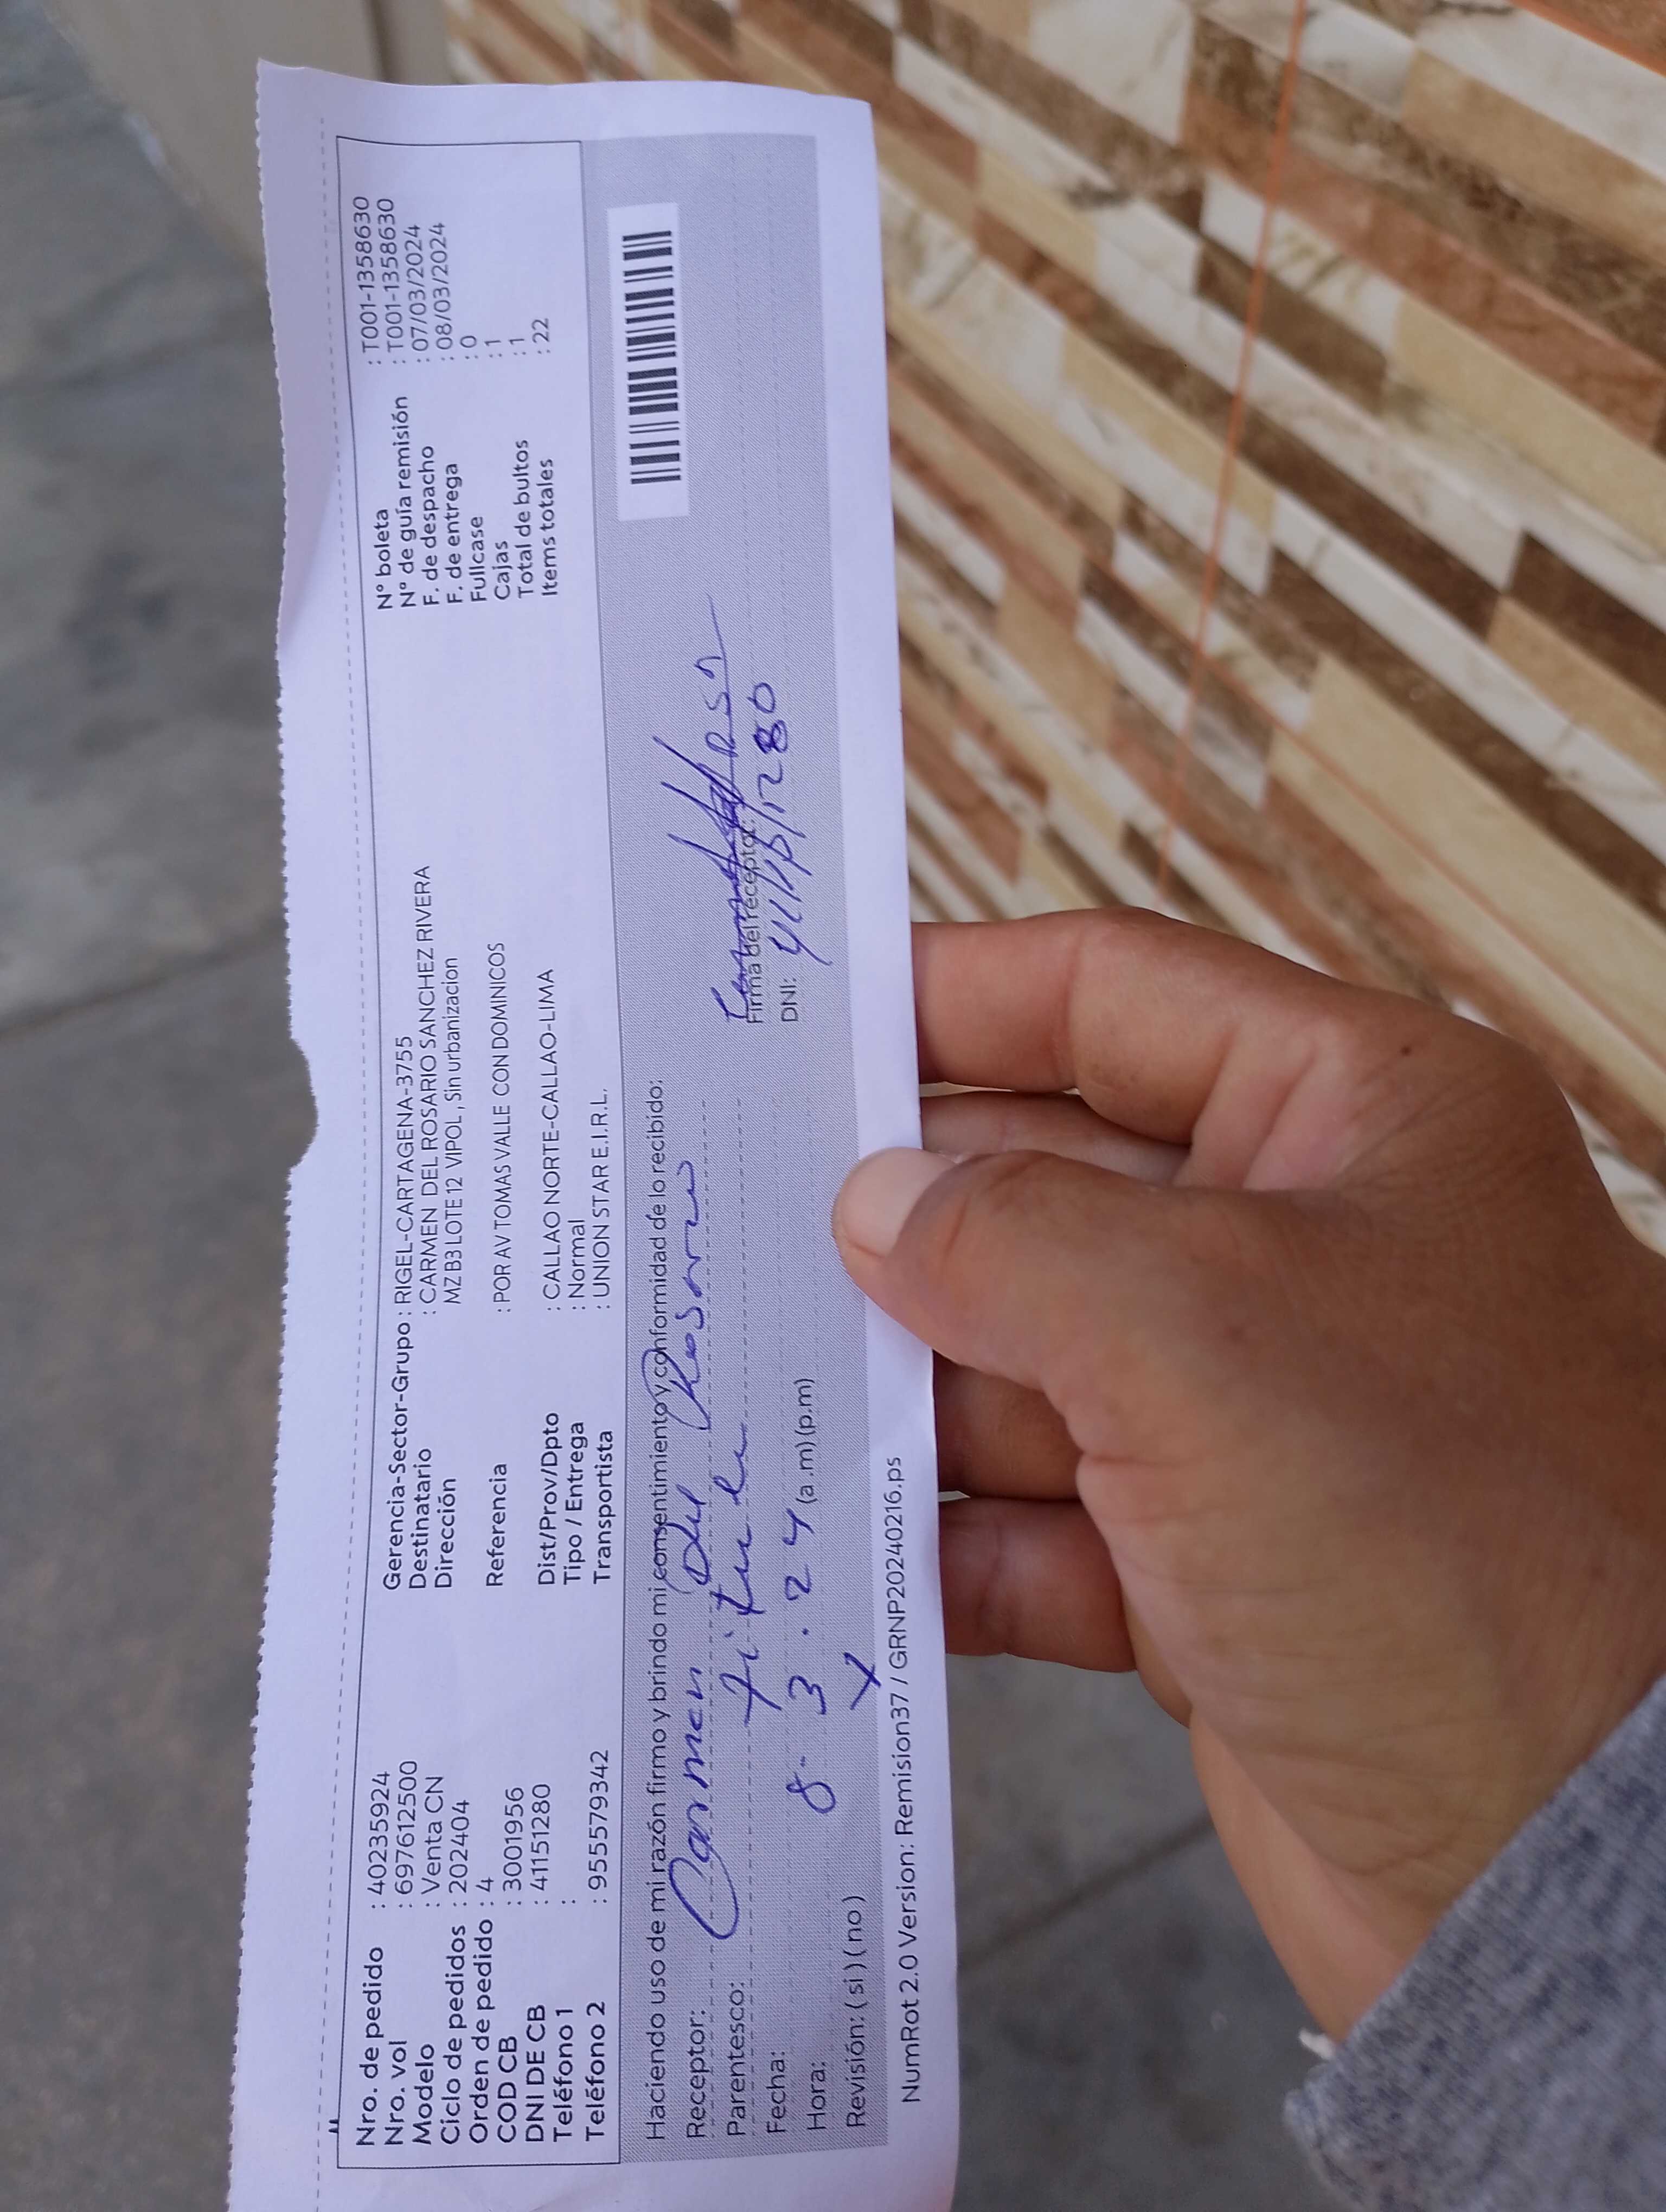 Nro. de pedido : 402359​24
Nro. vol : 697612500
Modelo : Venta CN
Ciclo de pedidos : 202404
Orden de pedido : 4
COD CB : 3001956
DNI DE CB : 41151280
Teléfono 1 :
Teléfono 2 : 955579342
Gerencia-Sector-Grupo : RIGEL-CARTAGENA-3755
Destinatario : CARMEN DEL ROSARIO SANCHEZ RIVERA
Dirección MZ B3 LOTE 12 VIPOL, Sin urbanizacion
Referencia : POR AV TOMAS VALLE CON DOMINICOS
Dist/Prov/Dpto : CALLAO NORTE-CALLAO-LIMA
Tipo / Entrega : Normal
Transportista : UNION STAR E.I.R.L.
N° boleta : T001-1358630
N° de guía remisión : T001-1358630
F. de despacho : 07/03/2024
F. de entrega : 08/03/2024
Fullcase : 0
Cajas : 1
Total de bultos : 1
Items totales : 22
Haciendo uso de mi razón firmo y brindo mi consentimiento y conformidad de lo recibido:
Receptor: Carmen Del Rosario
Parentesco: titular
Fecha: 8. 3. 24
Hora: (a.m) (p.m)
Revisión: ( si ) ( no ) X
Firma del receptor:
DNI: 41151280
NumRot 2.0 Version: Remision37 / GRNP20240216.ps